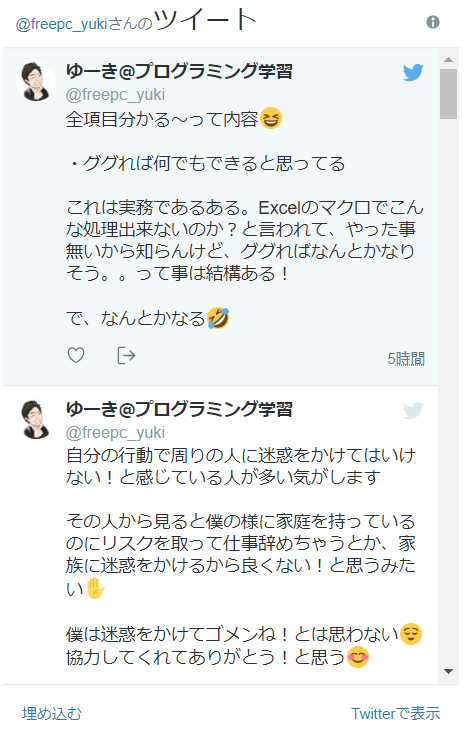 @freepc_yukiさんのツイート
ゆーき@プログラミング学習
@freepc_yuki
全項目分かる～って内容😆
・ググれば何でもできると思ってる
これは実務であるある。Excelのマクロでこん
な処理出来ないのか？と言われて、やった事
無いから知らんけど、ググればなんとかなり
そう。。って事は結構ある！
で、なんとかなる🤣
5時間
ゆーき@プログラミング学習
@freepc_yuki
自分の行動で周りの人に迷惑をかけてはいけ
ない！と感じている人が多い気がします
その人から見ると僕の様に家庭を持っている
のにリスクを取って仕事辞めちゃうとか、家
族に迷惑をかけるから良くない！と思うみた
い✋
僕は迷惑をかけてゴメンね！とは思わない😌
協力してくれてありがとう！と思う😊
埋め込む
Twitterで表示